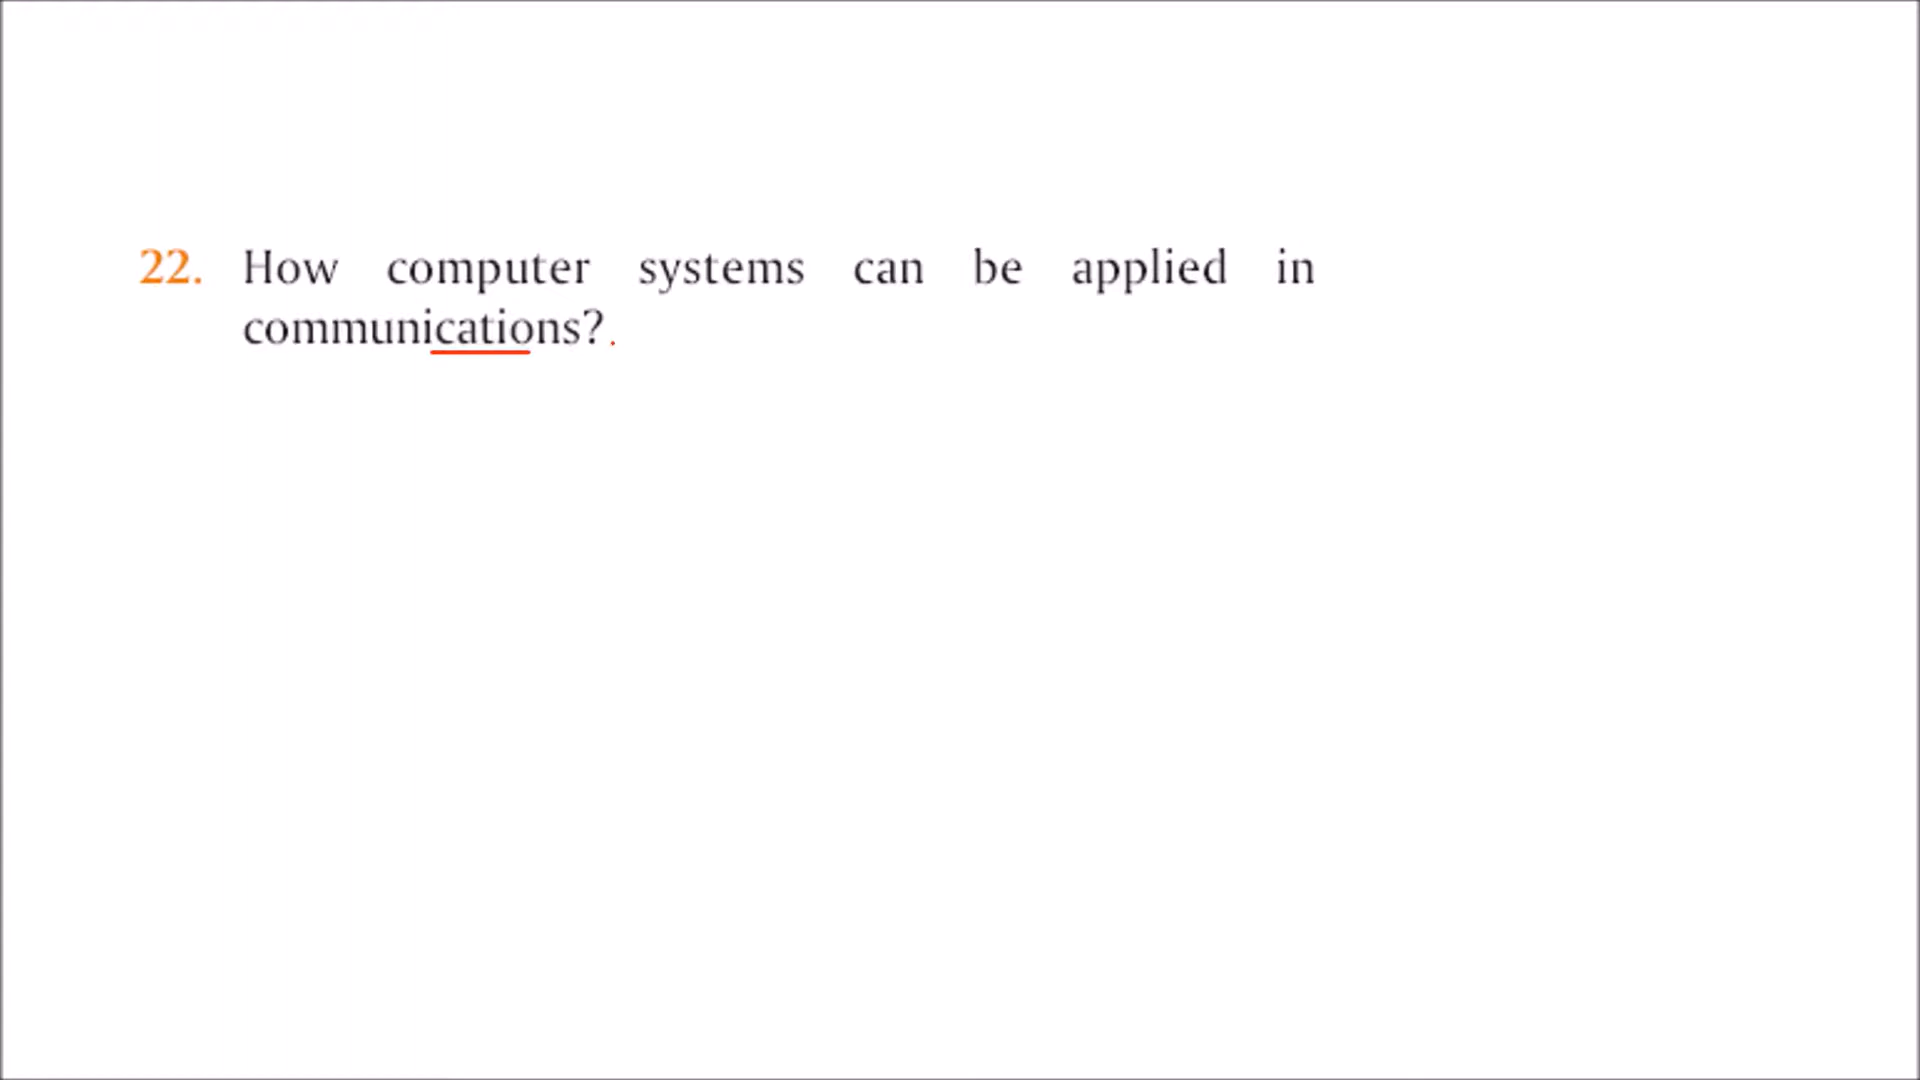 22. How computer systems can be applied in
communications?.